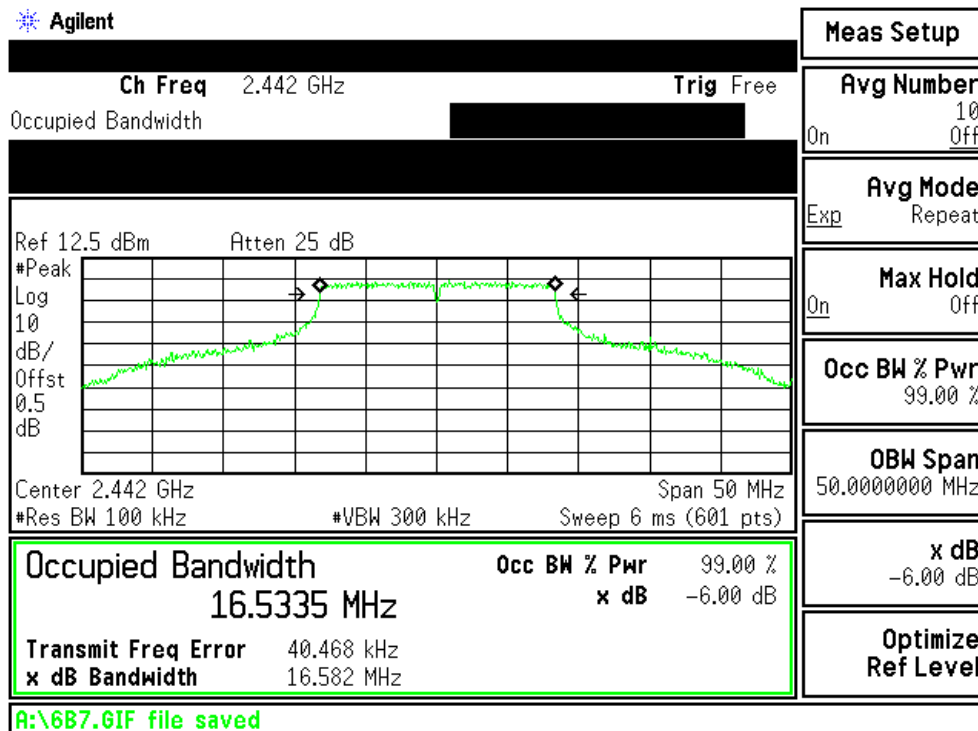 Agilent
Meas Setup
Ch Freq 2.442 GHz Trig Free
Occupied Bandwidth
Avg Number
10
On Off
Avg Mode
Exp Repeat
Max Hold
On Off
Occ BW % Pwr
99.00 %
OBW Span
50.0000000 MHz
x dB
-6.00 dB
Optimize
Ref Level
Ref 12.5 dBm Atten 25 dB
#Peak
Log
10
dB/
Offst
0.5
dB
Center 2.442 GHz Span 50 MHz
#Res BW 100 kHz #VBW 300 kHz Sweep 6 ms (601 pts)
Occupied Bandwidth Occ BW % Pwr 99.00 %
16.5335 MHz x dB -6.00 dB
Transmit Freq Error 40.468 kHz
x dB Bandwidth 16.582 MHz
A:\6B7.GIF file saved